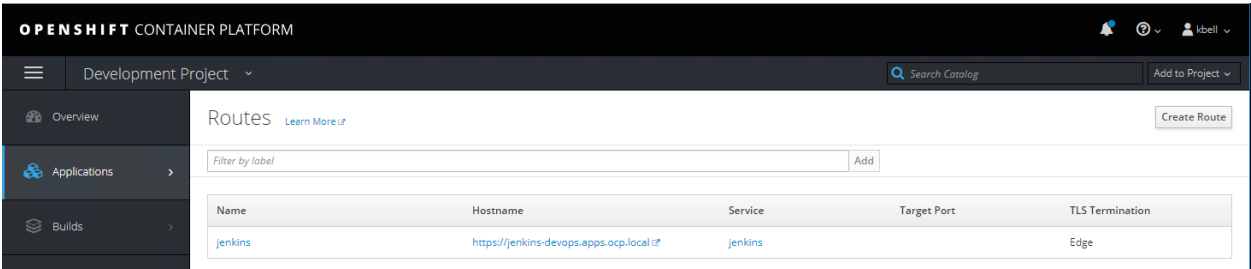 OPENSHIFT CONTAINER PLATFORM
kbell
Development Project
Search Catalog
Add to Project
Overview
Routes Learn More
Create Route
Filter by label
Add
Applications
Name Hostname Service Target Port TLS Termination
Builds
jenkins https://jenkins-devops.apps.ocp.local jenkins Edge